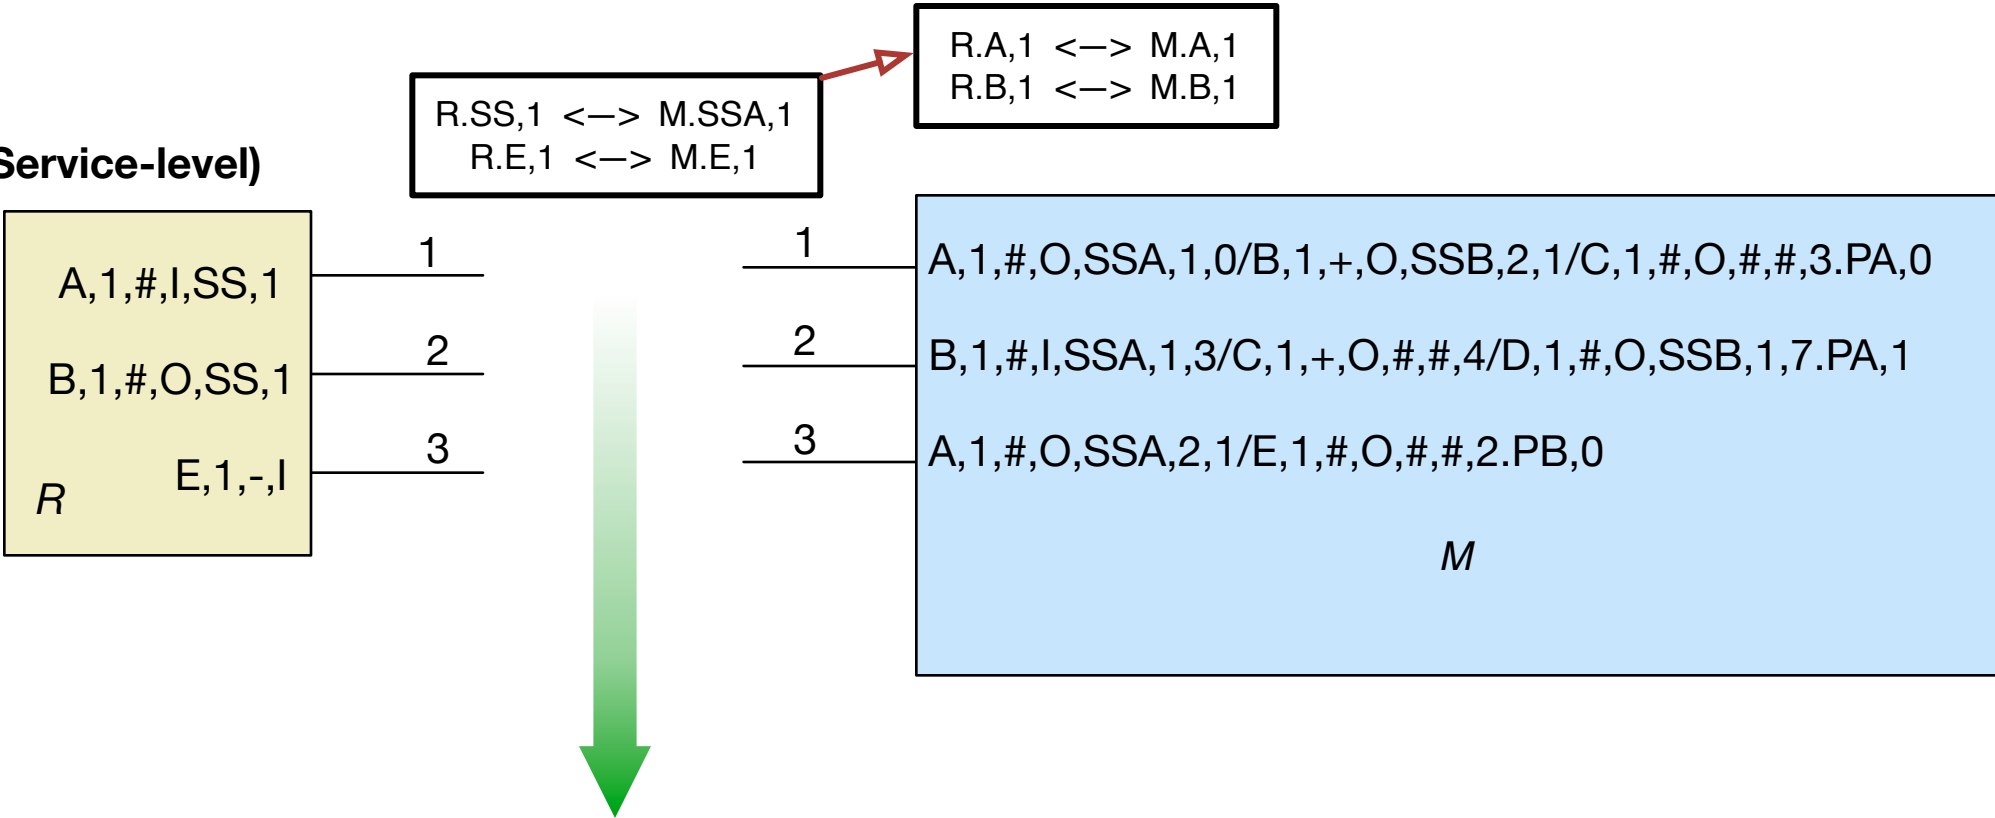 R.A,1 <—> M.A,1
R.B,1 <—> M.B,1
R.SS,1 <—> M.SSA,1
R.E,1 <—> M.E,1
Service-level)
A,1,#,I,SS,1
B,1,#,O,SS,1
E,1,-,I
R
1
2
3
1
2
3
A,1,#,O,SSA,1,0/B,1,+,O,SSB,2,1/C,1,#,O,#,#,3.PA,0
B,1,#,I,SSA,1,3/C,1,+,O,#,#,4/D,1,#,O,SSB,1,7.PA,1
A,1,#,O,SSA,2,1/E,1,#,O,#,#,2.PB,0
M